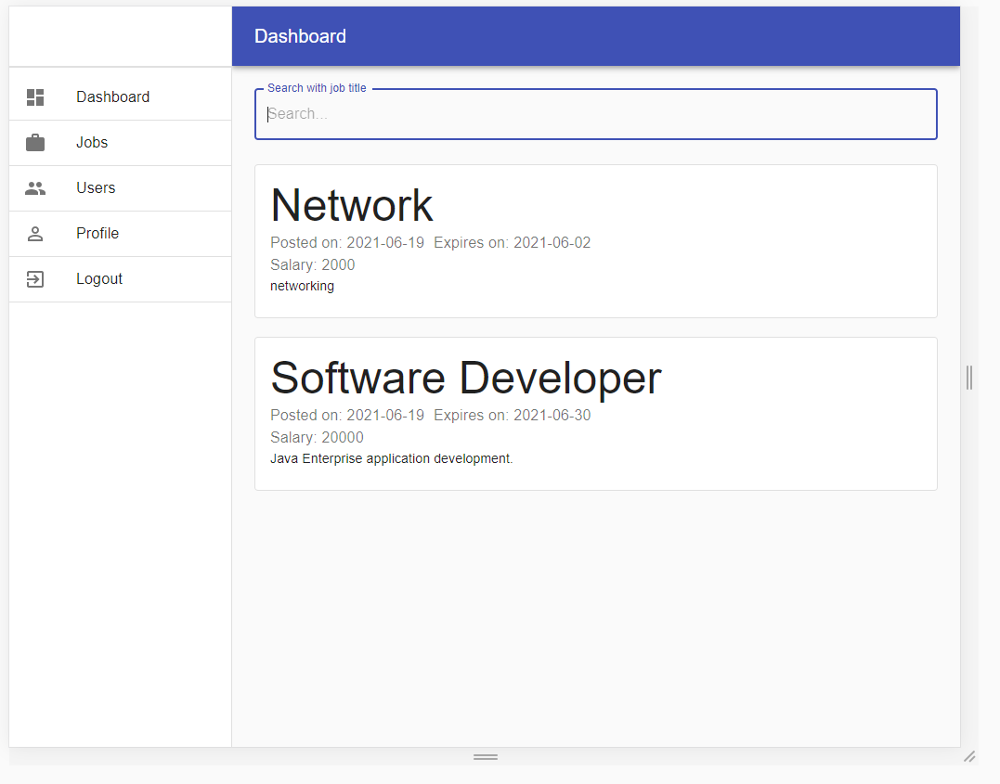 Dashboard
Dashboard
Jobs
Users
Profile
Logout
Search with job title
Search...
Network
Posted on: 2021-06-19 Expires on: 2021-06-02
Salary: 2000
networking
Software Developer
Posted on: 2021-06-19 Expires on: 2021-06-30
Salary: 20000
Java Enterprise application development.